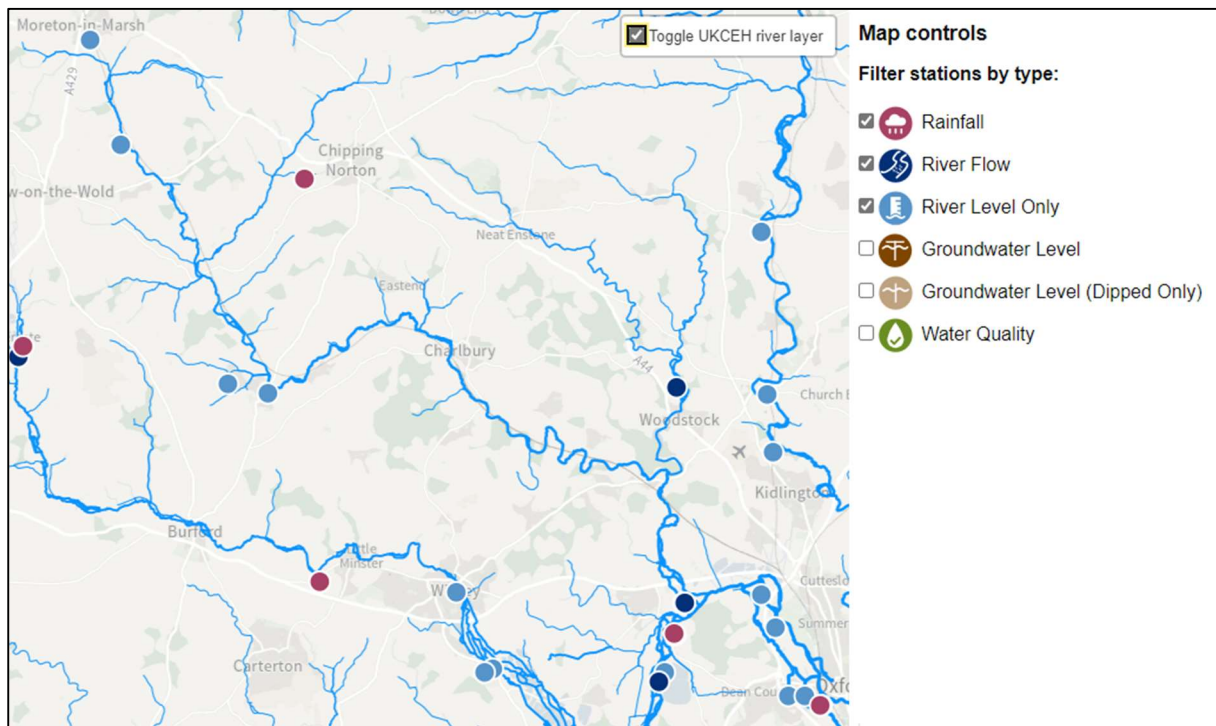 Moreton-in-Marsh
Toggle UKCEH river layer
A429
Chipping
Norton
w-on-the-Wold
Neat Enstone
Eastend
Charlbury
A44
Church E
Woodstock
Kidlington
Burford
Minster
Cutteslo
Summer
Carterton
Dean Cou
Oxfo
Map controls
Filter stations by type:
Rainfall
River Flow
River Level Only
Groundwater Level
Groundwater Level (Dipped Only)
Water Quality